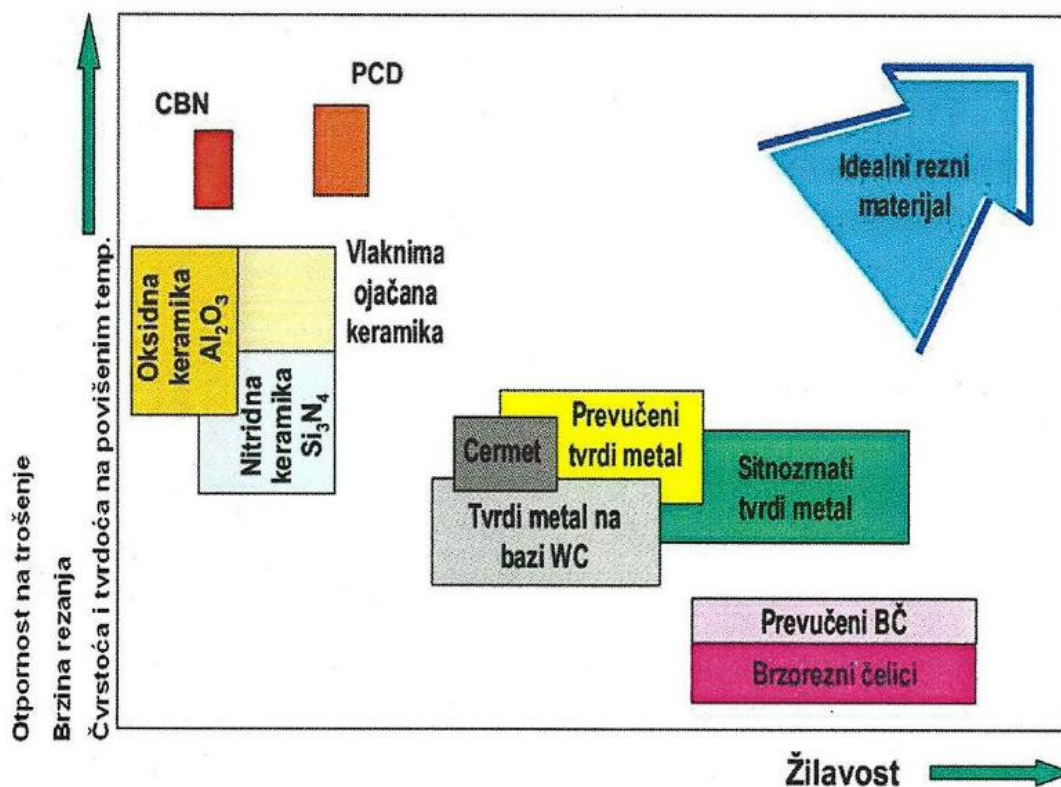 PCD
CBN
Idealni rezni
materijal
Vlaknima
ojačana
keramika
Oksidna
keramika
Al₂O₃
Nitridna
keramika
Si₃N₄
Prevučeni
tvrdi metal
Cermet
Sitnozrnati
tvrdi metal
Tvrdi metal na
bazi WC
Prevučeni BČ
Brzorezni čelici
Otpornost na trošenje
Brzina rezanja
Čvrstoća i tvrdoća na povišenim temp.
Žilavost